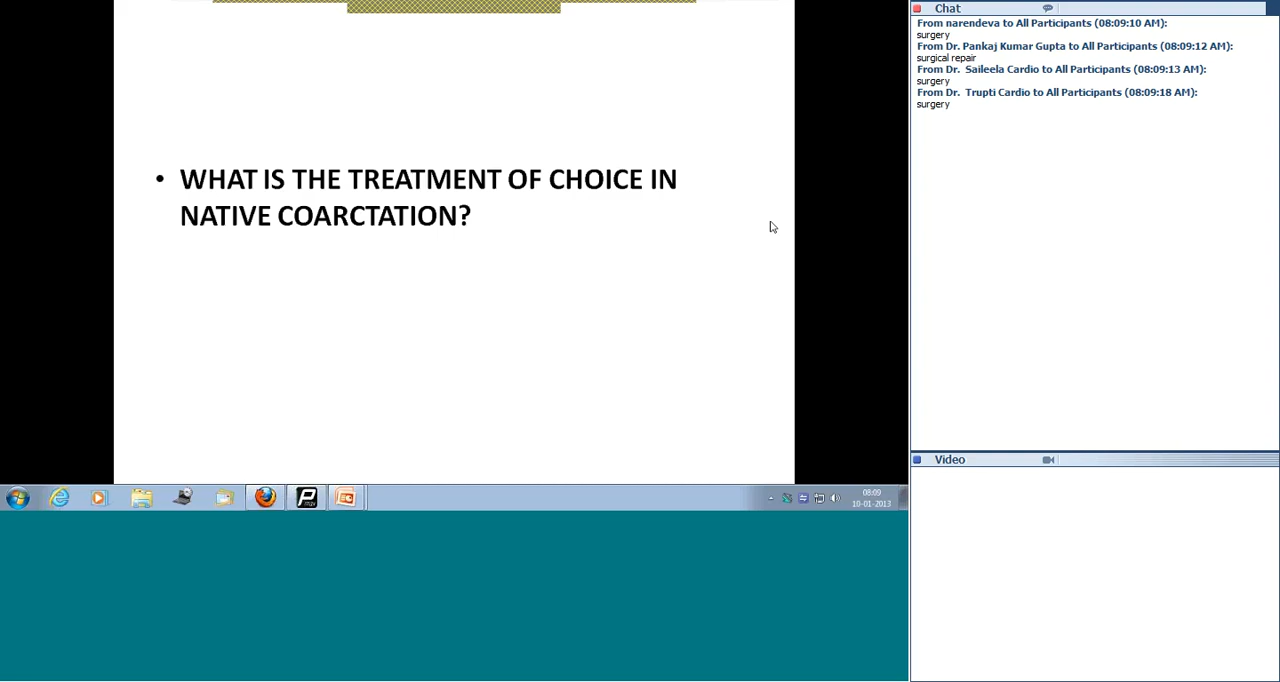 • WHAT IS THE TREATMENT OF CHOICE IN
NATIVE COARCTATION?
08:09
10-01-2013
Chat
From narendeva to All Participants (08:09:10 AM):
surgery
From Dr. Pankaj Kumar Gupta to All Participants (08:09:12 AM):
surgical repair
From Dr.  Saileela Cardio to All Participants (08:09:13 AM):
surgery
From Dr.  Trupti Cardio to All Participants (08:09:18 AM):
surgery
Video